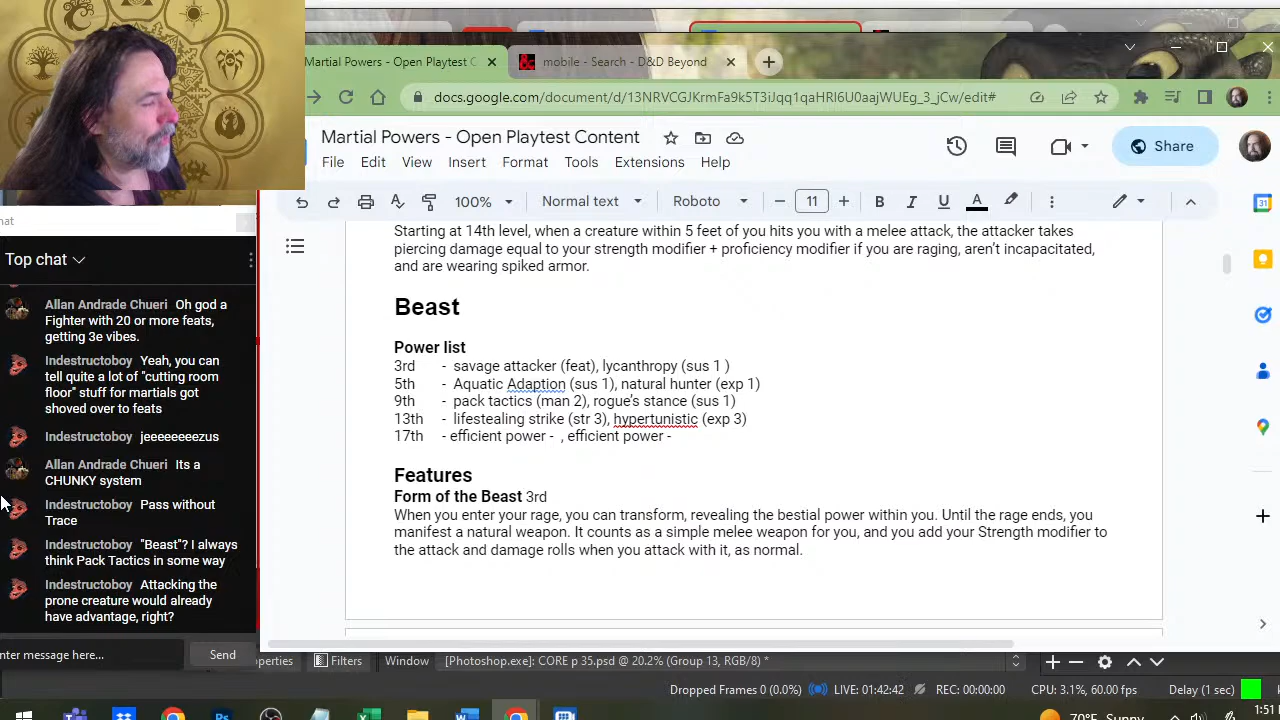 Martial Powers - Open Playtest C
mobile - Search - D&D Beyond
docs.google.com/document/d/13NRVCGJKrmFa9k5T3iJqq1qaHRl6U0aajWUEg_3_jCw/edit#
Martial Powers - Open Playtest Content
File Edit View Insert Format Tools Extensions Help
Share
100% Normal text Roboto 11 B I U A
Starting at 14th level, when a creature within 5 feet of you hits you with a melee attack, the attacker takes
piercing damage equal to your strength modifier + proficiency modifier if you are raging, aren't incapacitated,
and are wearing spiked armor.
Beast
Power list
3rd - savage attacker (feat), lycanthropy (sus 1 )
5th - Aquatic Adaption (sus 1), natural hunter (exp 1)
9th - pack tactics (man 2), rogue's stance (sus 1)
13th - lifestealing strike (str 3), hypertunistic (exp 3)
17th - efficient power - , efficient power -
Features
Form of the Beast 3rd
When you enter your rage, you can transform, revealing the bestial power within you. Until the rage ends, you
manifest a natural weapon. It counts as a simple melee weapon for you, and you add your Strength modifier to
the attack and damage rolls when you attack with it, as normal.
hat
Top chat
Allan Andrade Chueri Oh god a
Fighter with 20 or more feats,
getting 3e vibes.
Indestructoboy Yeah, you can
tell quite a lot of "cutting room
floor" stuff for martials got
shoved over to feats
Indestructoboy jeeeeeeeezus
Allan Andrade Chueri Its a
CHUNKY system
Indestructoboy Pass without
Trace
Indestructoboy "Beast"? I always
think Pack Tactics in some way
Indestructoboy Attacking the
prone creature would already
have advantage, right?
nter message here...
Send
operties Filters Window [Photoshop.exe]: CORE p 35.psd @ 20.2% (Group 13, RGB/8) *
Dropped Frames 0 (0.0%) LIVE: 01:42:42 REC: 00:00:00 CPU: 3.1%, 60.00 fps Delay (1 sec)
70°F Sunny
1:51